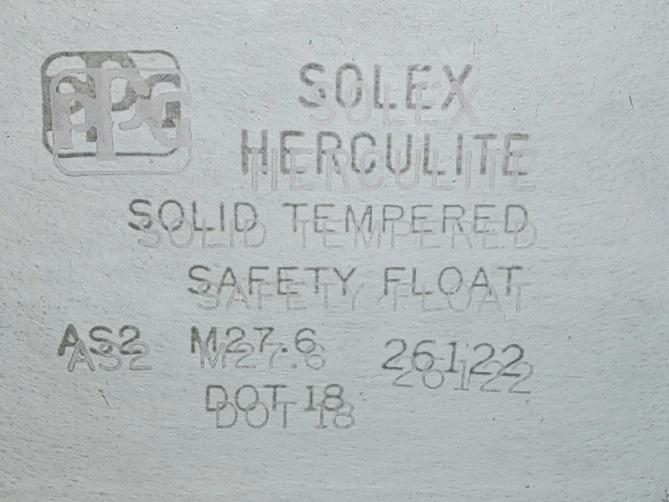 PPG
SOLEX
HERCULITE
SOLID TEMPERED
SAFETY FLOAT
AS2 M27.6 26122
DOT 18